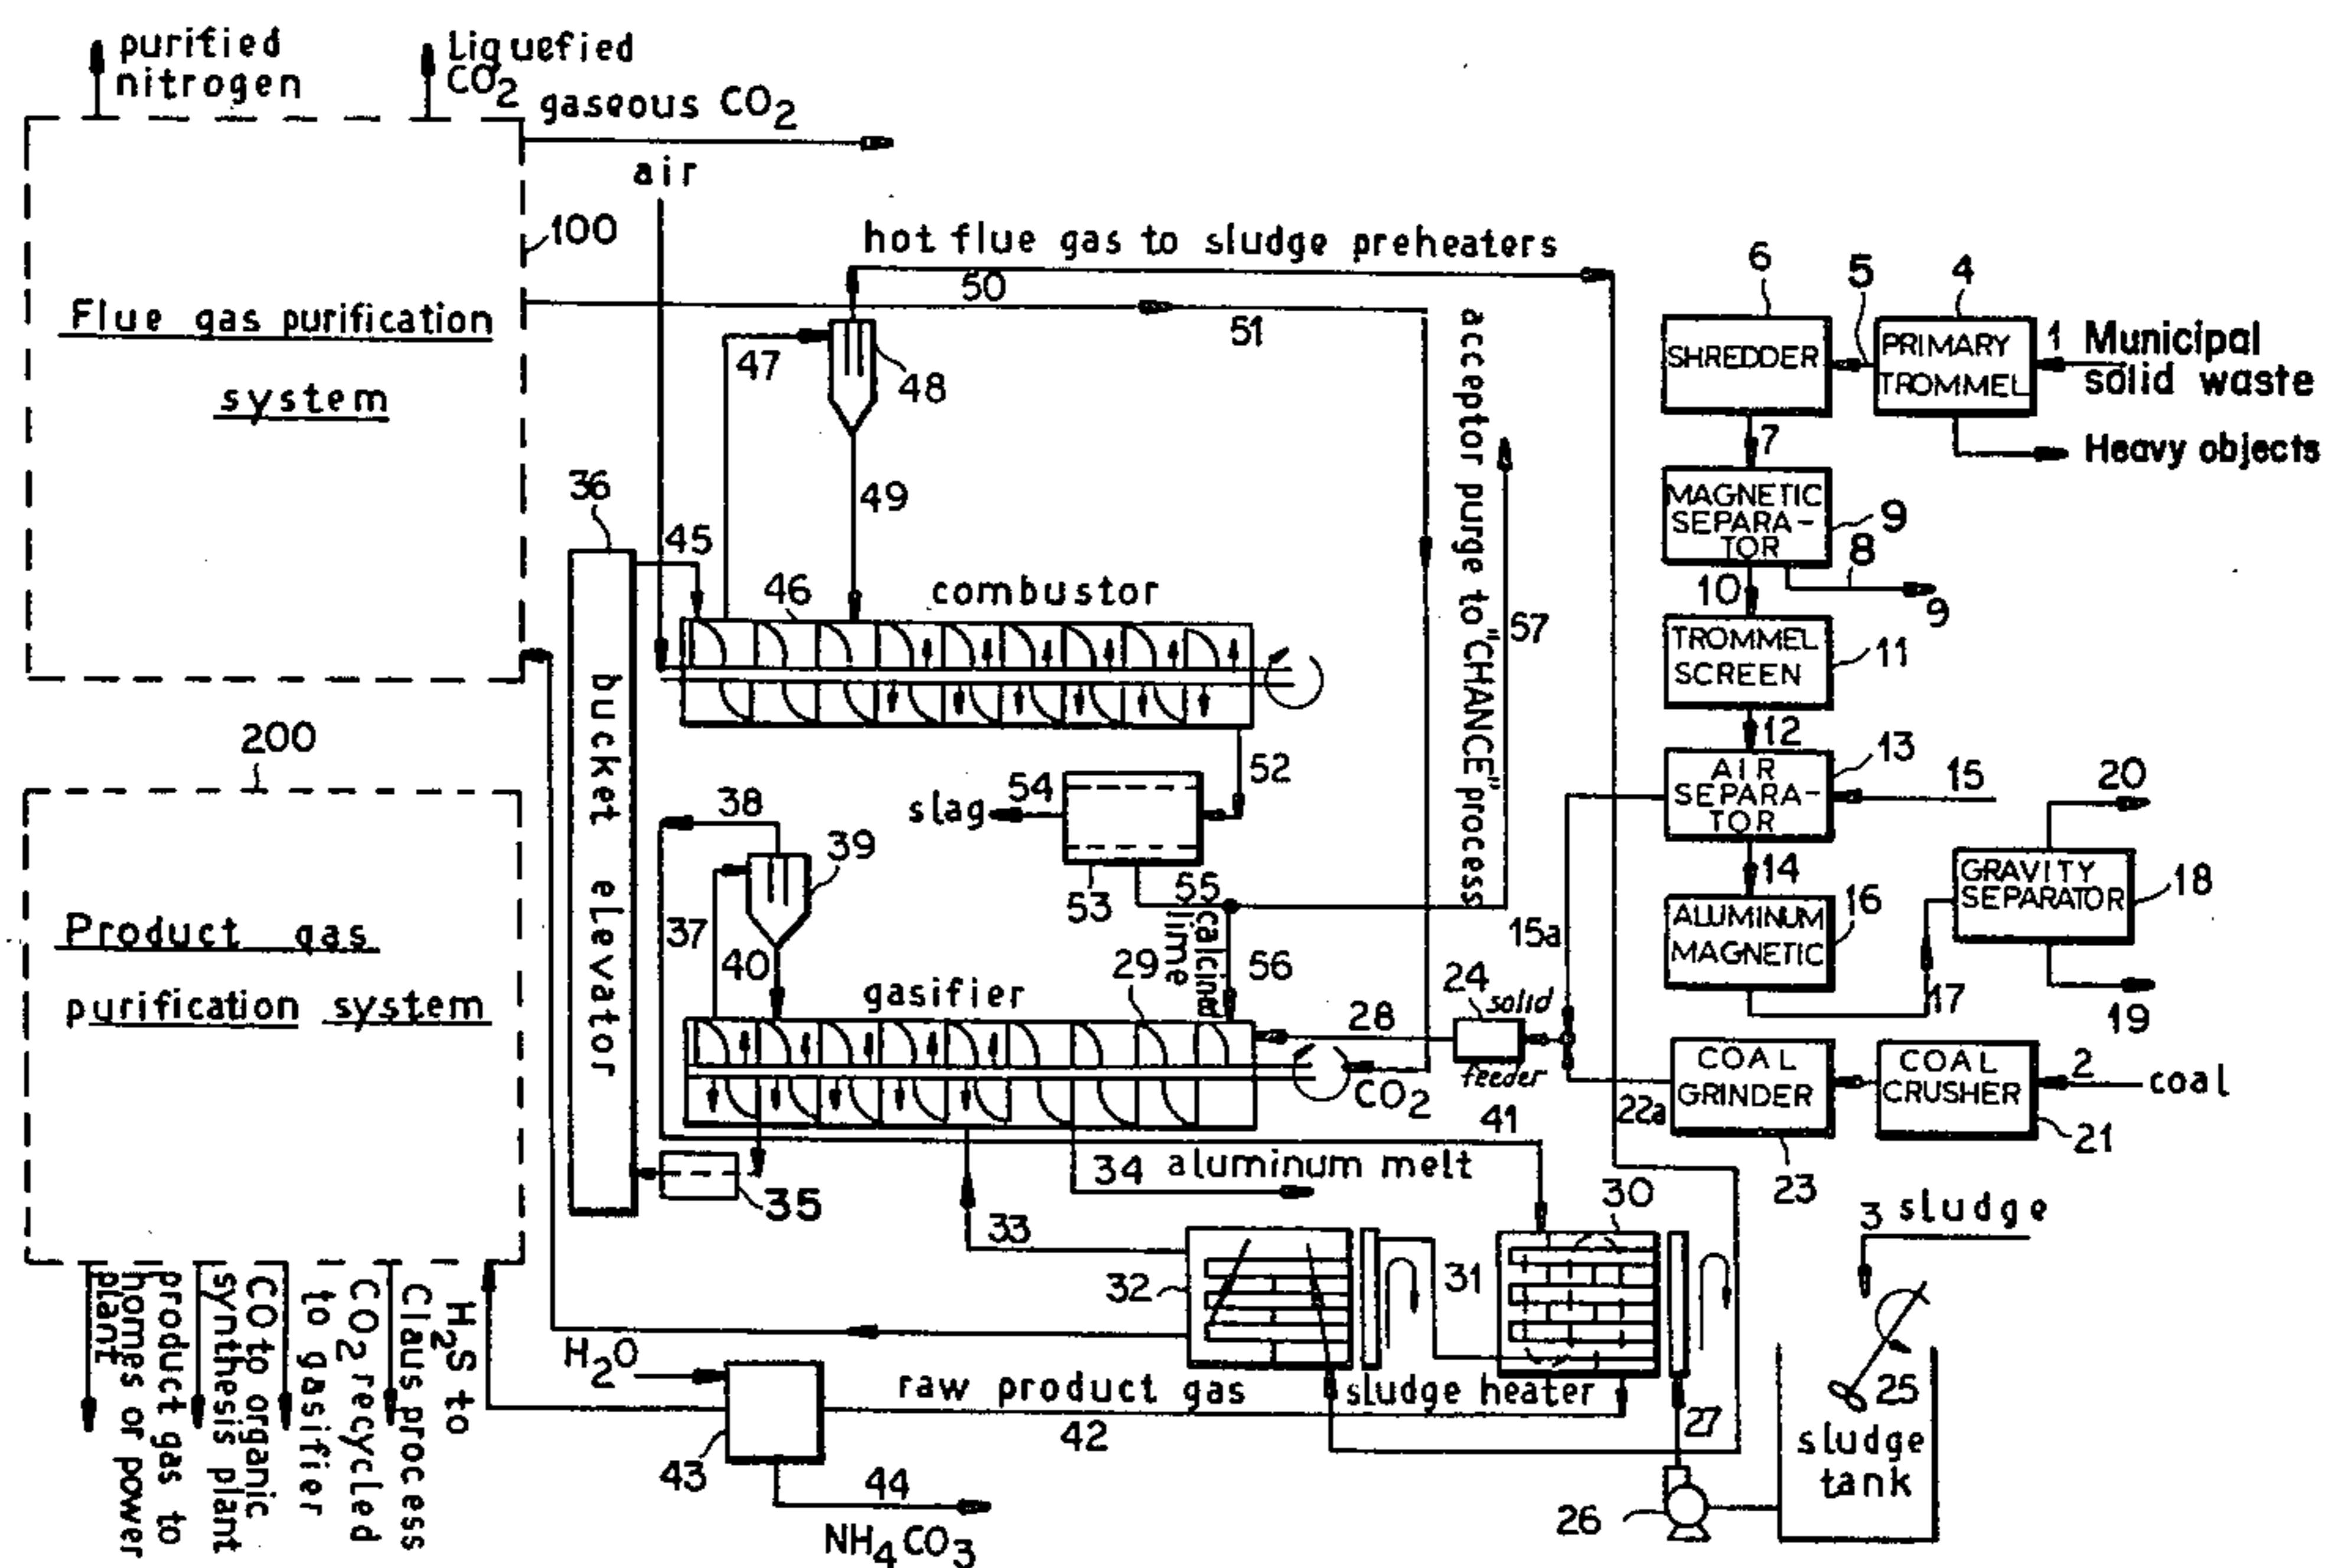 purified
nitrogen
Liquefied
CO2
gaseous CO2
air
100
Flue gas purification
system
hot flue gas to sludge preheaters
50
51
47
48
49
36
45
46
combustor
bucket elevator
acceptor purge to "CHANCE" process
57
6
5
4
SHREDDER
PRIMARY
TROMMEL
1 Municipal
solid waste
Heavy objects
7
MAGNETIC
SEPARA-
TOR
9
8
9
10
TROMMEL
SCREEN
11
12
AIR
SEPARA-
TOR
13
15
15a
14
ALUMINUM
MAGNETIC
16
17
20
GRAVITY
SEPARATOR
18
19
200
Product gas
purification system
52
54
slag
53
55
calcined
lime
56
38
39
37
40
gasifier
29
28
24
solid
feeder
CO2
22a
COAL
GRINDER
23
COAL
CRUSHER
21
2
coal
41
34
aluminum melt
35
33
32
31
30
3 sludge
25
sludge
tank
26
27
sludge heater
H2O
raw product gas
42
43
44
NH4CO3
H2S to
Claus process
CO2 recycled
to gasifier
CO to organic
synthesis plant
product gas to
homes or power
plant